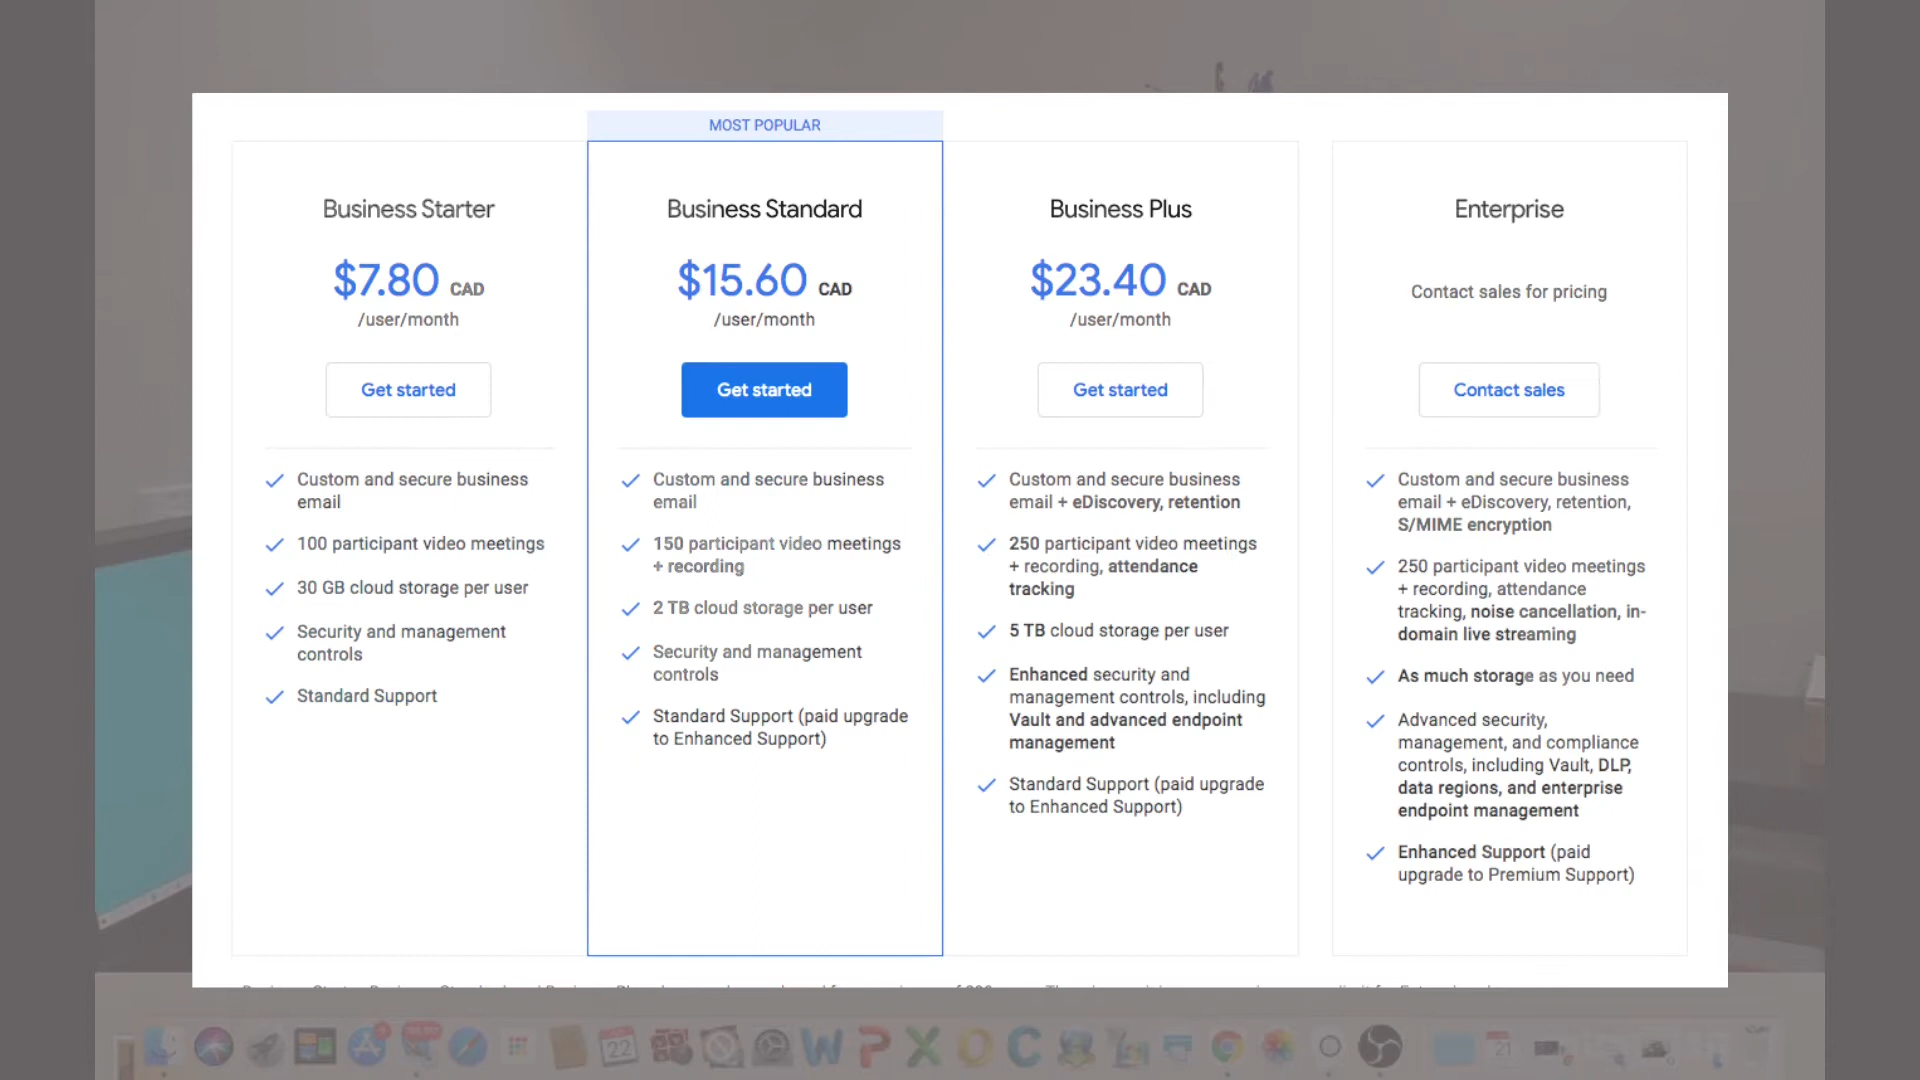 MOST POPULAR
Business Starter
$7.80 CAD
/user/month
Get started
Custom and secure business
email
100 participant video meetings
30 GB cloud storage per user
Security and management
controls
Standard Support
Business Standard
$15.60 CAD
/user/month
Get started
Custom and secure business
email
150 participant video meetings
+ recording
2 TB cloud storage per user
Security and management
controls
Standard Support (paid upgrade
to Enhanced Support)
Business Plus
$23.40 CAD
/user/month
Get started
Custom and secure business
email + eDiscovery, retention
250 participant video meetings
+ recording, attendance
tracking
5 TB cloud storage per user
Enhanced security and
management controls, including
Vault and advanced endpoint
management
Standard Support (paid upgrade
to Enhanced Support)
Enterprise
Contact sales for pricing
Contact sales
Custom and secure business
email + eDiscovery, retention,
S/MIME encryption
250 participant video meetings
+ recording, attendance
tracking, noise cancellation, in-
domain live streaming
As much storage as you need
Advanced security,
management, and compliance
controls, including Vault, DLP,
data regions, and enterprise
endpoint management
Enhanced Support (paid
upgrade to Premium Support)
22
W P X O C
21